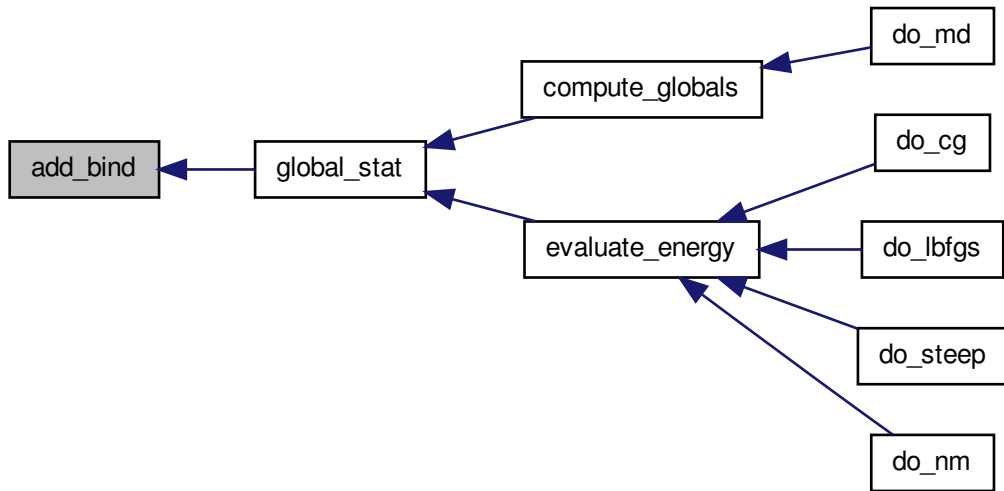 do_md
compute_globals
do_cg
add_bind
global_stat
evaluate_energy
do_lbfgs
do_steep
do_nm